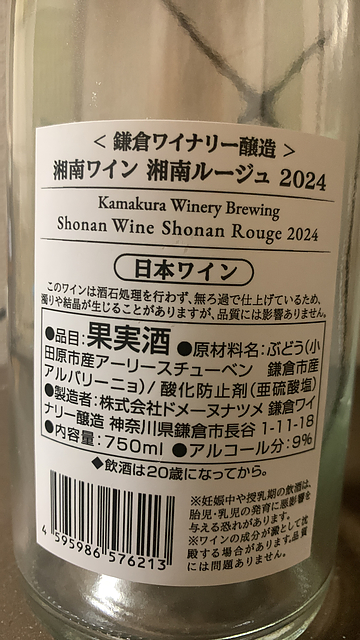 < 鎌倉ワイナリー醸造 >
湘南ワイン 湘南ルージュ 2024
Kamakura Winery Brewing
Shonan Wine Shonan Rouge 2024
日本ワイン
このワインは酒石処理を行わず、無ろ過で仕上げているため、
濁りや結晶が生じることがありますが、品質には影響ありません。
●品目:果実酒 ●原材料名:ぶどう(小
田原市産アーリースチューベン 鎌倉市産
アルバリーニョ)/ 酸化防止剤(亜硫酸塩)
●製造者:株式会社ドメーヌナツメ 鎌倉ワイ
ナリー醸造 神奈川県鎌倉市長谷 1-11-18
●内容量:750ml ●アルコール分:9%
◆飲酒は20歳になってから。
※妊娠中や授乳期の飲酒は、
胎児・乳児の発育に悪影響を
与える恐れがあります。
※ワインの成分が澱として沈
殿する場合があります。品質
には問題ありません。
4 595986 576213